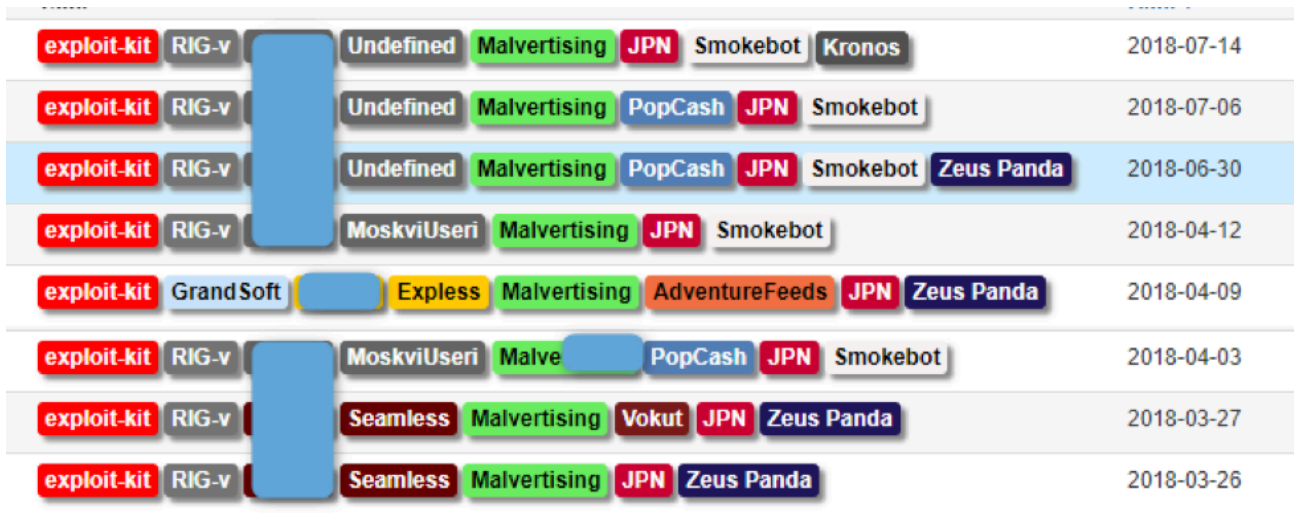 exploit-kit RIG-v Undefined Malvertising JPN Smokebot Kronos 2018-07-14
exploit-kit RIG-v Undefined Malvertising PopCash JPN Smokebot 2018-07-06
exploit-kit RIG-v Undefined Malvertising PopCash JPN Smokebot Zeus Panda 2018-06-30
exploit-kit RIG-v MoskviUseri Malvertising JPN Smokebot 2018-04-12
exploit-kit GrandSoft Expless Malvertising AdventureFeeds JPN Zeus Panda 2018-04-09
exploit-kit RIG-v MoskviUseri Malve PopCash JPN Smokebot 2018-04-03
exploit-kit RIG-v Seamless Malvertising Vokut JPN Zeus Panda 2018-03-27
exploit-kit RIG-v Seamless Malvertising JPN Zeus Panda 2018-03-26